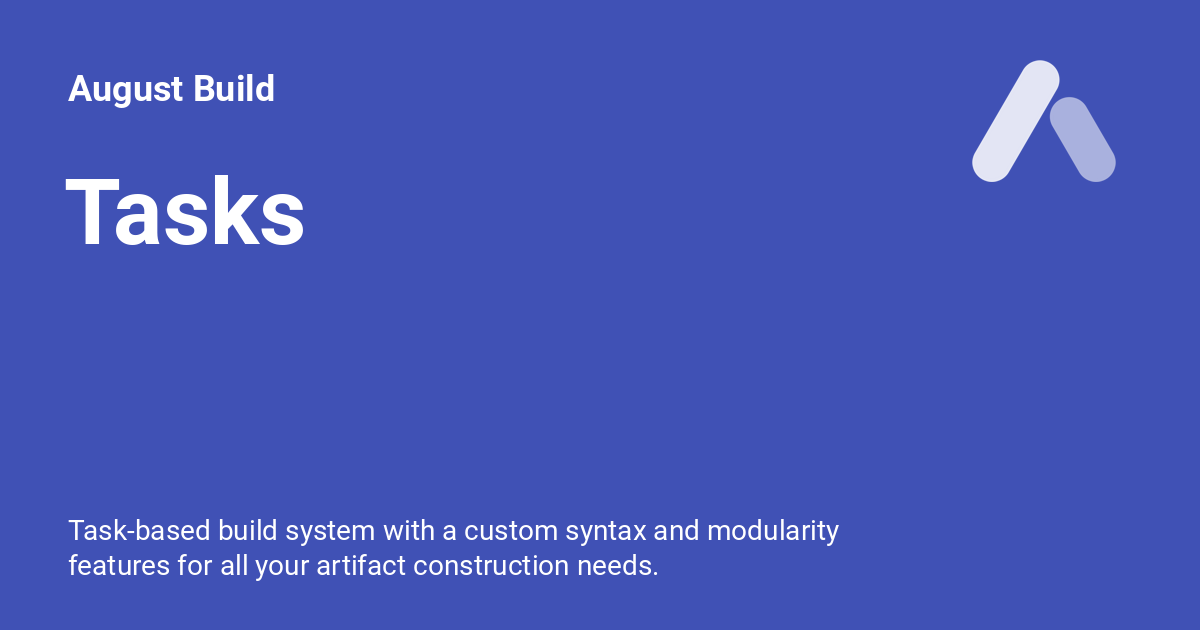 August Build
Tasks
Task-based build system with a custom syntax and modularity
features for all your artifact construction needs.